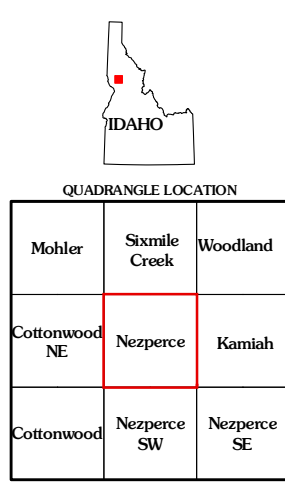 IDAHO
QUADRANGLE LOCATION
Mohler
Sixmile
Creek
Woodland
Cottonwood
NE
Nezperce
Kamiah
Cottonwood
Nezperce
SW
Nezperce
SE